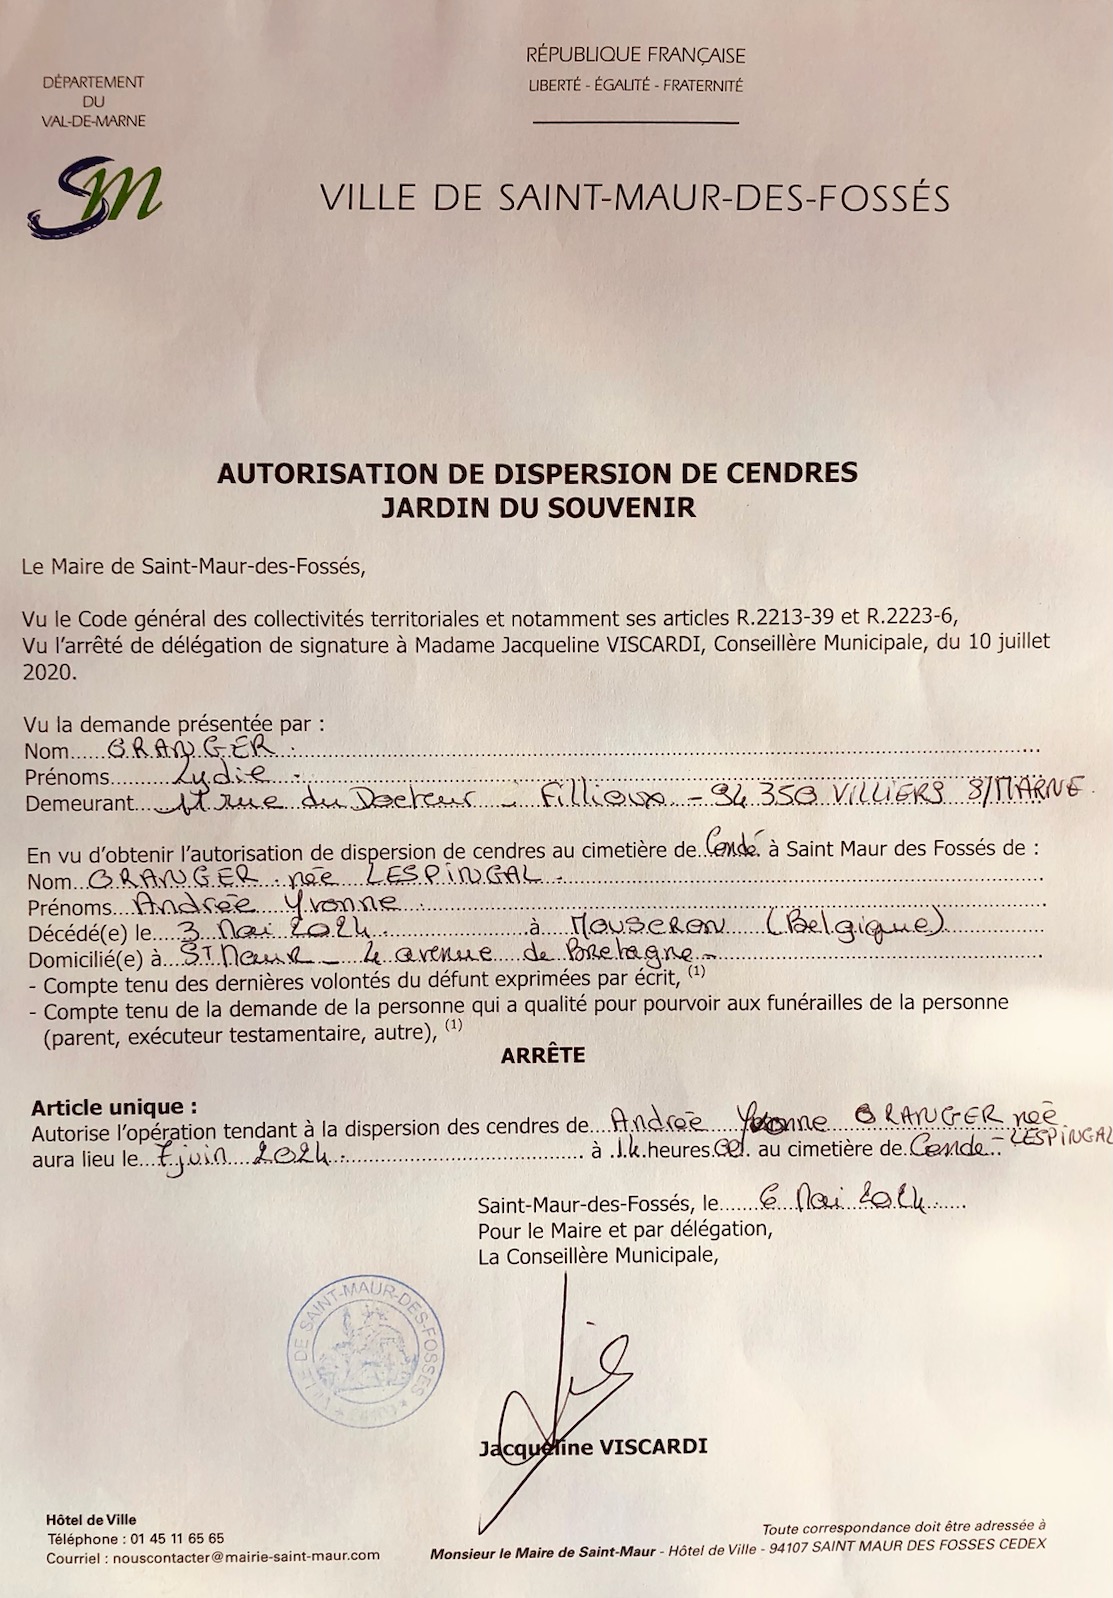 RÉPUBLIQUE FRANÇAISE
LIBERTÉ - ÉGALITÉ - FRATERNITÉ
DÉPARTEMENT
DU
VAL-DE-MARNE
SM
VILLE DE SAINT-MAUR-DES-FOSSÉS
AUTORISATION DE DISPERSION DE CENDRES
JARDIN DU SOUVENIR
Le Maire de Saint-Maur-des-Fossés,
Vu le Code général des collectivités territoriales et notamment ses articles R.2213-39 et R.2223-6,
Vu l'arrêté de délégation de signature à Madame Jacqueline VISCARDI, Conseillère Municipale, du 10 juillet
2020.
Vu la demande présentée par :
Nom GRANGER
Prénoms Lydie
Demeurant rue du Docteur - Fillioux - 94 350 VILLIERS S/MARNE
En vu d'obtenir l'autorisation de dispersion de cendres au cimetière de Condé à Saint Maur des Fossés de :
Nom GRANGER née LESPINGAL
Prénoms Andrée Yvonne
Décédé(e) le 3 Mai 2024 à Mouscron (Belgique)
Domicilié(e) à ST Maur - 4 avenue de Bretagne
- Compte tenu des dernières volontés du défunt exprimées par écrit, (1)
- Compte tenu de la demande de la personne qui a qualité pour pourvoir aux funérailles de la personne
(parent, exécuteur testamentaire, autre), (1)
ARRÊTE
Article unique :
Autorise l'opération tendant à la dispersion des cendres de Andrée Yvonne GRANGER née
LESPINGAL
aura lieu le 7 juin 2024 à 14 heures 00 au cimetière de Condé
Saint-Maur-des-Fossés, le 6 Mai 2024
Pour le Maire et par délégation,
La Conseillère Municipale,
VILLE DE SAINT-MAUR-DES-FOSSES
Jacqueline VISCARDI
Hôtel de Ville
Téléphone : 01 45 11 65 65
Courriel : nouscontacter@mairie-saint-maur.com
Toute correspondance doit être adressée à
Monsieur le Maire de Saint-Maur - Hôtel de Ville - 94107 SAINT MAUR DES FOSSES CEDEX